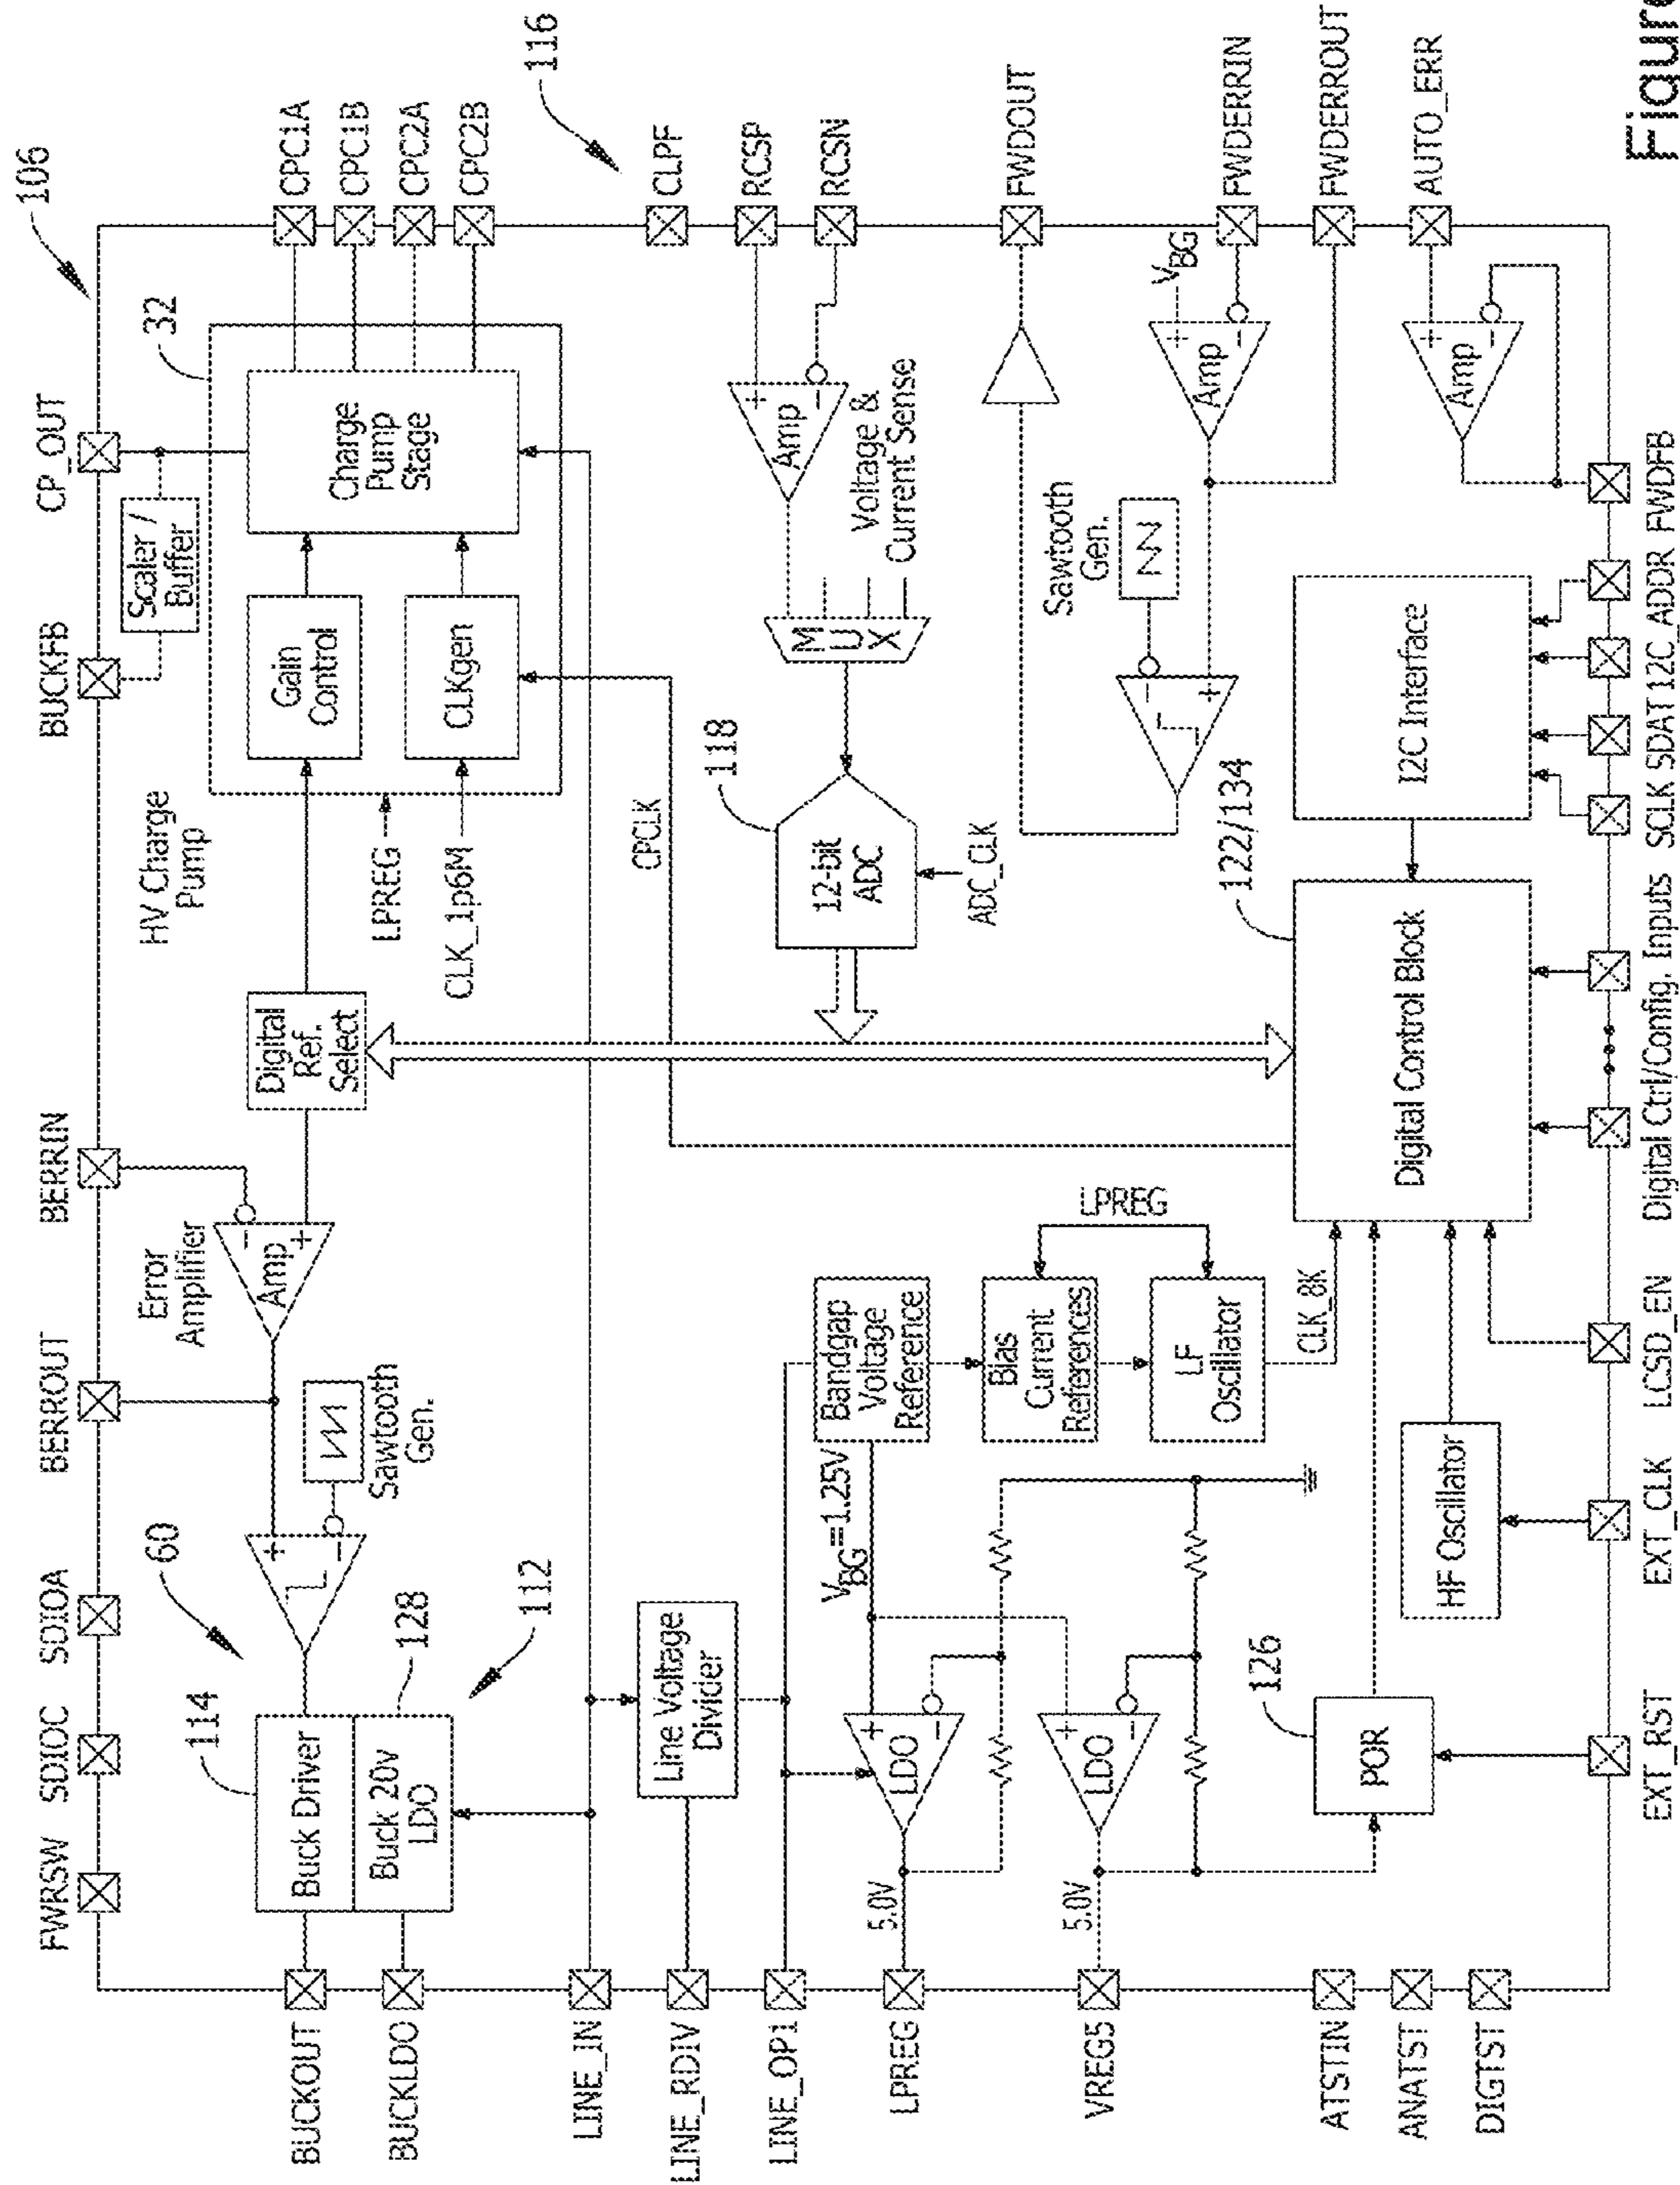 106
FWRSW
SDIOC
SDIOA
BERROUT
BERRIN
BUCKFB
CP_OUT
60
114
128
112
Buck Driver
Buck 20v
LDO
Sawtooth
Gen.
Error
Amplifier
Amp
+
−
Digital
Ref.
Select
HV Charge
Pump
LPREG
CLK_1p6M
32
Scaler /
Buffer
Gain
Control
CLKgen
Charge
Pump
Stage
CPC1A
CPC1B
CPC2A
CPC2B
116
CLPF
RCSP
RCSN
FWDOUT
FWDERRIN
FWDERROUT
AUTO_ERR
BUCKOUT
BUCKLDO
LINE_IN
LINE_RDIV
LINE_OP1
LPREG
VREG5
ATSTIN
ANATST
DIGTST
Line Voltage
Divider
VBG=1.25V
Bandgap
Voltage
Reference
Bias
Current
References
LF
Oscillator
LPREG
CLK_8K
LDO
+
−
5.0V
LDO
+
−
5.0V
126
POR
HF Oscillator
CPCLK
118
12-bit
ADC
ADC_CLK
MUX
Amp
+
−
Voltage &
Current Sense
Sawtooth
Gen.
−
+
VBG
+
−
Amp
+
−
Amp
122/134
Digital Control Block
I2C Interface
EXT_RST
EXT_CLK
LCSD_EN
Digital Ctrl/Config. Inputs
SCLK
SDAT
I2C_ADDR
FWDFB
Figure